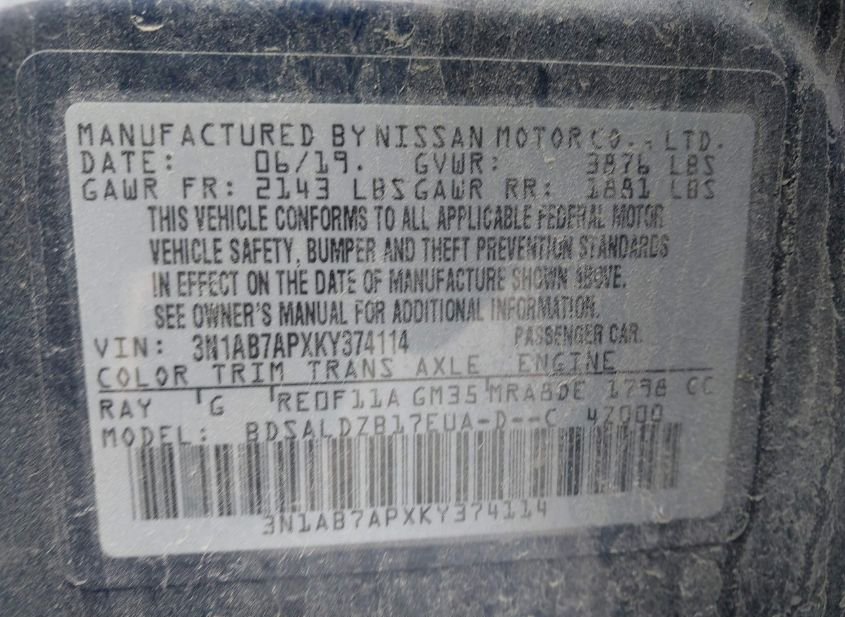 MANUFACTURED BY NISSAN MOTOR CO., LTD.
DATE: 06/19. GVWR: 3876 LBS
GAWR FR: 2143 LBS GAWR RR: 1881 LBS
THIS VEHICLE CONFORMS TO ALL APPLICABLE FEDERAL MOTOR
VEHICLE SAFETY, BUMPER AND THEFT PREVENTION STANDARDS
IN EFFECT ON THE DATE OF MANUFACTURE SHOWN ABOVE.
SEE OWNER'S MANUAL FOR ADDITIONAL INFORMATION.
VIN: 3N1AB7APXKY374114 PASSENGER CAR
COLOR TRIM TRANS AXLE ENGINE
RAY G RE0F11A GM35 MRA8DE 1798 CC
MODEL: BDSALDZB17EUA-D--C 47000
3N1AB7APXKY374114